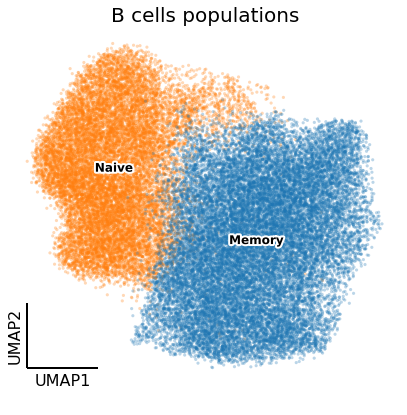 B cells populations
Naive
Memory
UMAP2
UMAP1